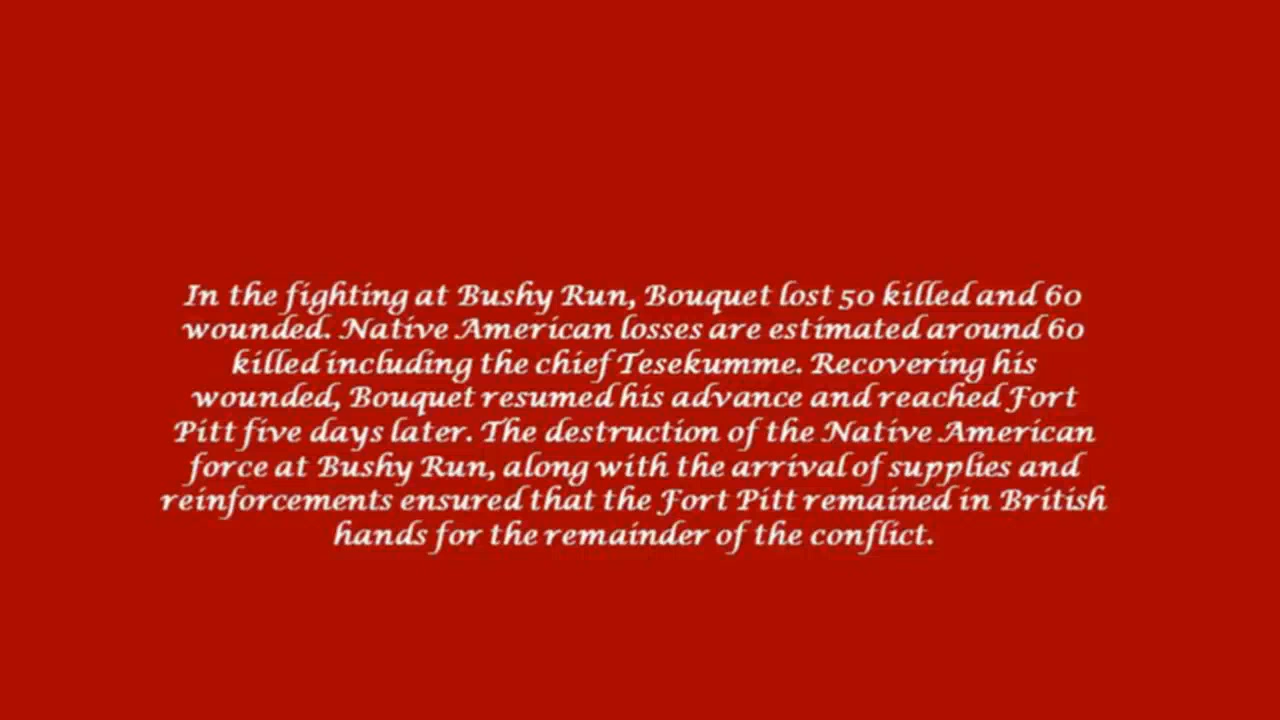 In the fighting at Bushy Run, Bouquet lost 50 killed and 60
wounded. Native American losses are estimated around 60
killed including the chief Tesekumme. Recovering his
wounded, Bouquet resumed his advance and reached Fort
Pitt five days later. The destruction of the Native American
force at Bushy Run, along with the arrival of supplies and
reinforcements ensured that the Fort Pitt remained in British
hands for the remainder of the conflict.